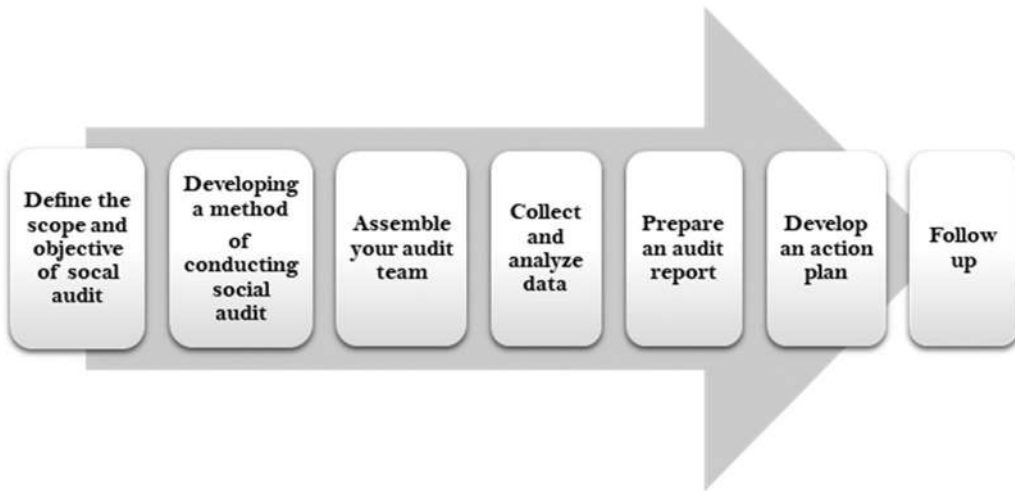 Define the
scope and
objective
of socal
audit
Developing
a method
of
conducting
social
audit
Assemble
your audit
team
Collect
and
analyze
data
Prepare
an audit
report
Develop
an action
plan
Follow
up